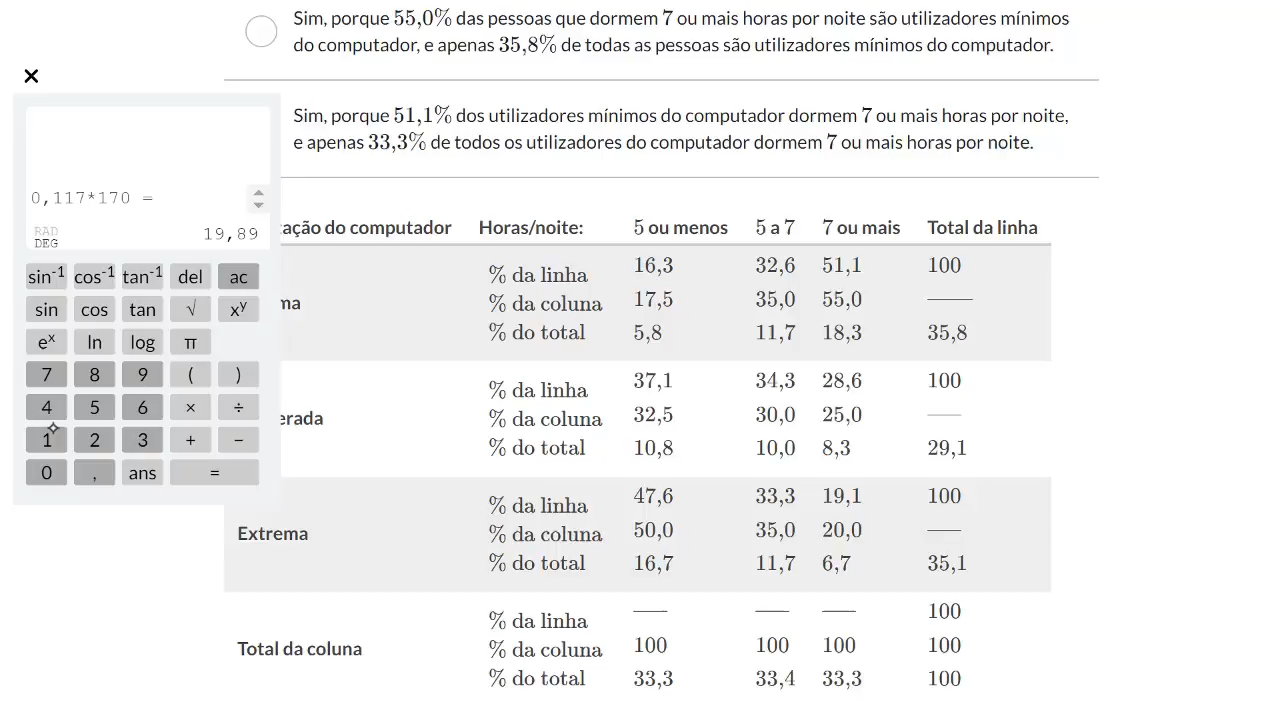 Sim, porque 55,0% das pessoas que dormem 7 ou mais horas por noite são utilizadores mínimos
do computador, e apenas 35,8% de todas as pessoas são utilizadores mínimos do computador.
×
Sim, porque 51,1% dos utilizadores mínimos do computador dormem 7 ou mais horas por noite,
e apenas 33,3% de todos os utilizadores do computador dormem 7 ou mais horas por noite.
0,117*170 =
RAD
DEG
19,89
sin⁻¹ cos⁻¹ tan⁻¹ del ac
sin cos tan √ xʸ
eˣ ln log π
7 8 9 ( )
4 5 6 × ÷
1 2 3 + −
0 , ans =
ação do computador Horas/noite: 5 ou menos 5 a 7 7 ou mais Total da linha
ma
% da linha 16,3 32,6 51,1 100
% da coluna 17,5 35,0 55,0 —
% do total 5,8 11,7 18,3 35,8
erada
% da linha 37,1 34,3 28,6 100
% da coluna 32,5 30,0 25,0 —
% do total 10,8 10,0 8,3 29,1
Extrema
% da linha 47,6 33,3 19,1 100
% da coluna 50,0 35,0 20,0 —
% do total 16,7 11,7 6,7 35,1
Total da coluna
% da linha — — — 100
% da coluna 100 100 100 100
% do total 33,3 33,4 33,3 100